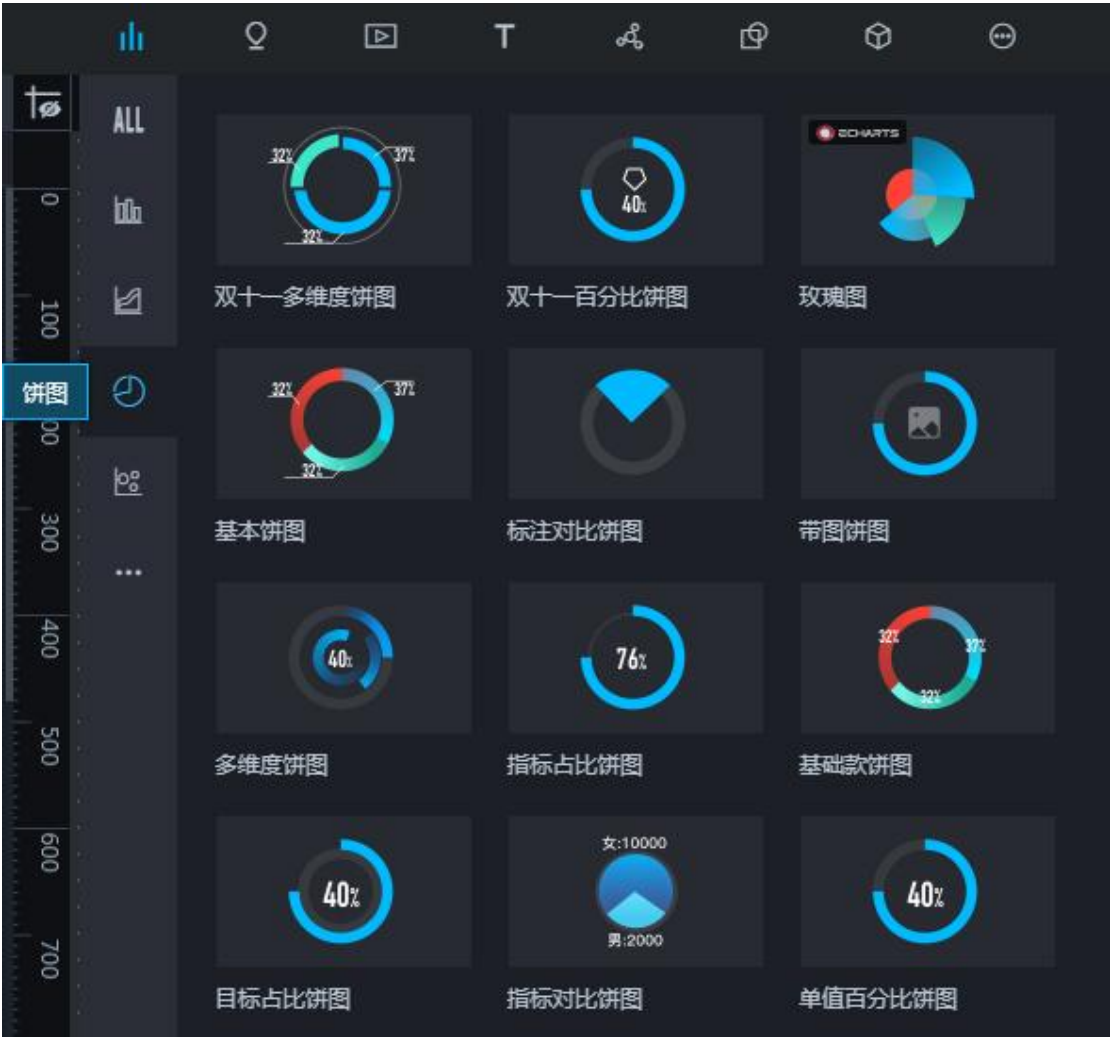 T
ALL
32%
37%
32%
双十一多维度饼图
40%
双十一百分比饼图
ECHARTS
玫瑰图
0
100
饼图
00
300
400
500
600
700
32%
37%
32%
基本饼图
标注对比饼图
带图饼图
40%
多维度饼图
76%
指标占比饼图
32%
37%
32%
基础款饼图
40%
目标占比饼图
女:10000
男:2000
指标对比饼图
40%
单值百分比饼图